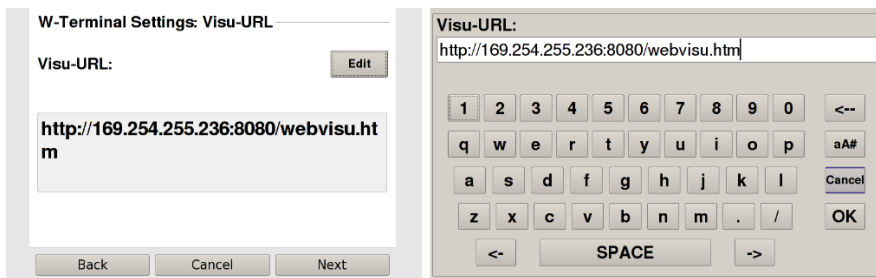 W-Terminal Settings: Visu-URL
Visu-URL:
Edit
http://169.254.255.236:8080/webvisu.ht
m
Back Cancel Next
Visu-URL:
http://169.254.255.236:8080/webvisu.htm
1 2 3 4 5 6 7 8 9 0 <--
q w e r t y u i o p aA#
a s d f g h j k l Cancel
z x c v b n m . / OK
<- SPACE ->